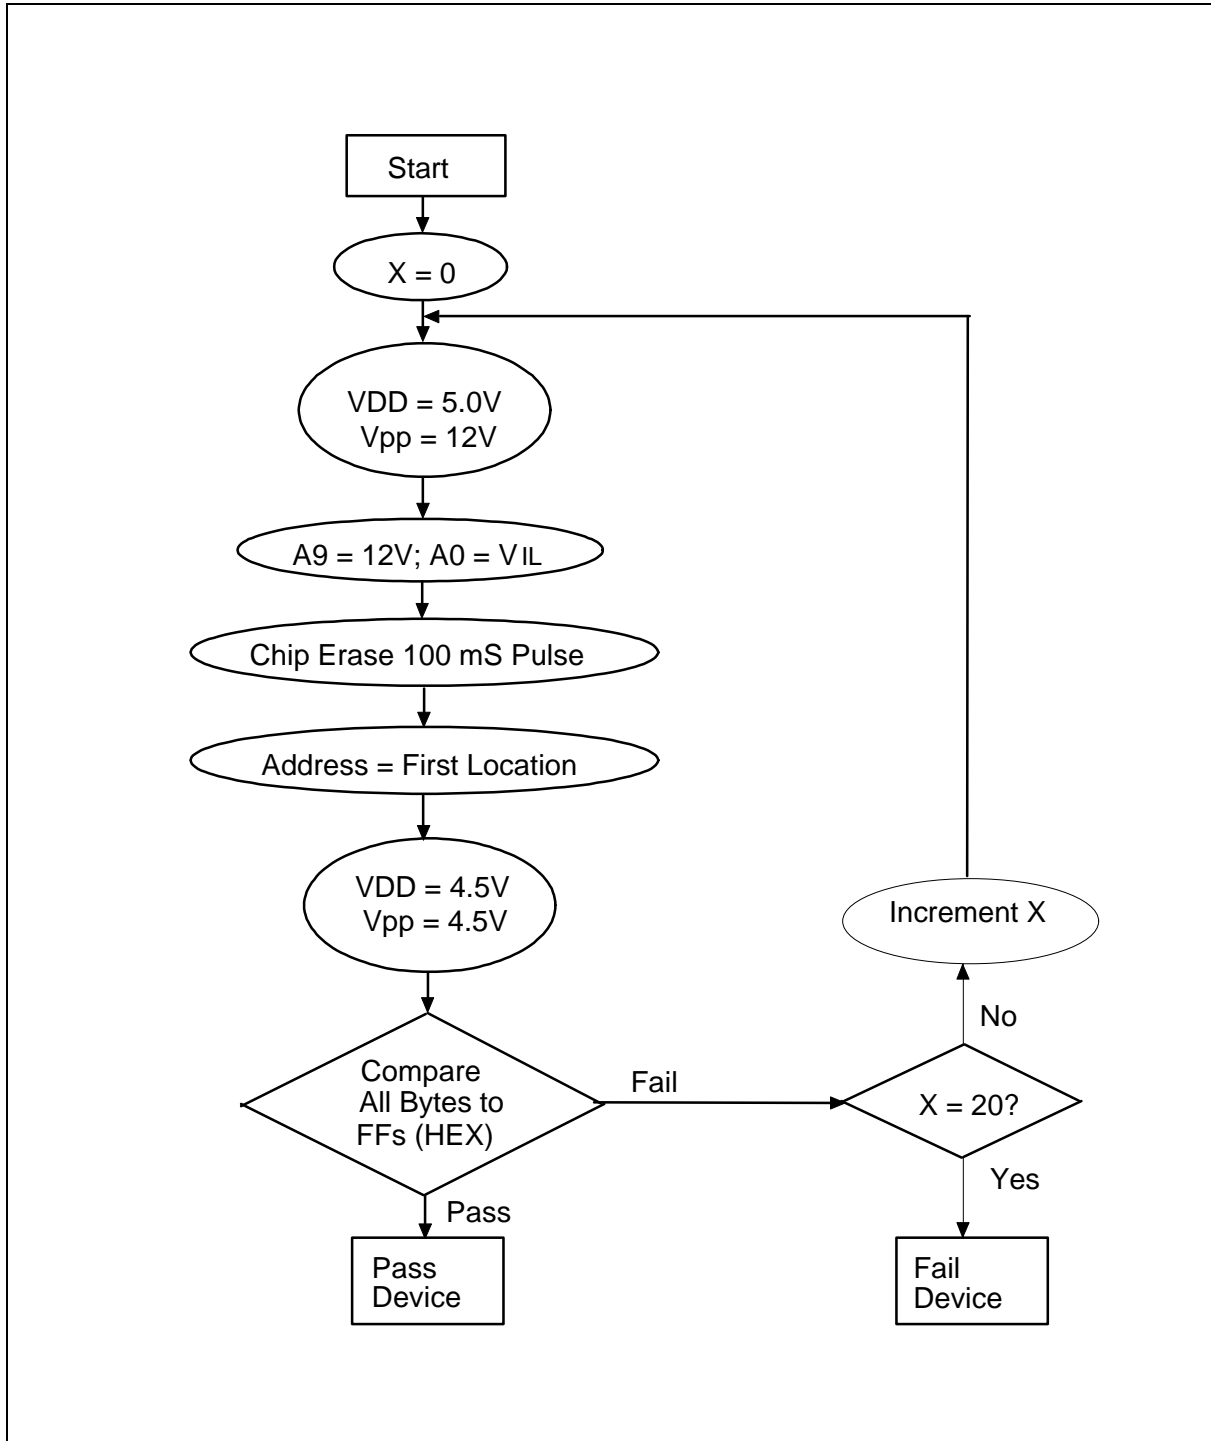 Start
X = 0
VDD = 5.0V
Vpp = 12V
A9 = 12V; A0 = VIL
Chip Erase 100 mS Pulse
Address = First Location
VDD = 4.5V
Vpp = 4.5V
Increment X
No
Compare
All Bytes to
FFs (HEX)
Fail
X = 20?
Yes
Pass
Pass
Device
Fail
Device